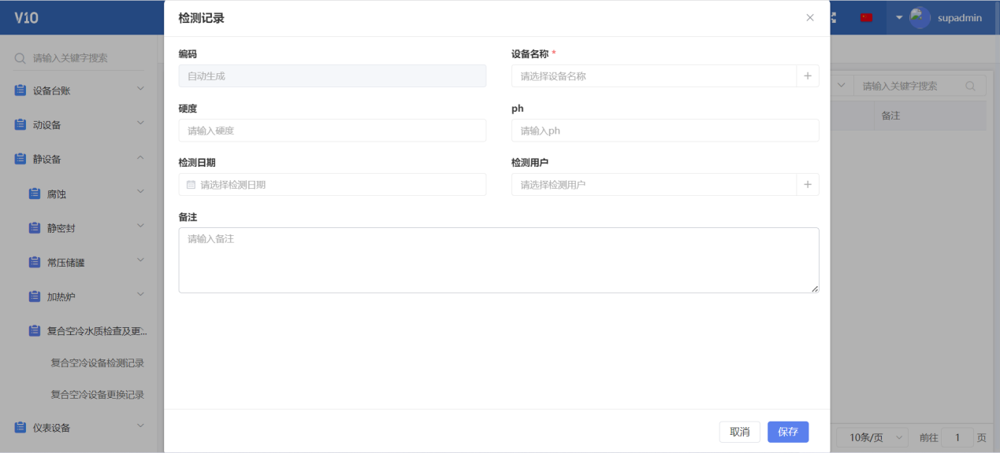 V10
supadmin
请输入关键字搜索
设备台账
动设备
静设备
腐蚀
静密封
常压储罐
加热炉
复合空冷水质检查及更...
复合空冷设备检测记录
复合空冷设备更换记录
仪表设备
检测记录
编码
设备名称 *
自动生成
请选择设备名称
硬度
ph
请输入硬度
请输入ph
检测日期
检测用户
请选择检测日期
请选择检测用户
备注
请输入备注
取消
保存
请输入关键字搜索
备注
10条/页
前往 1 页